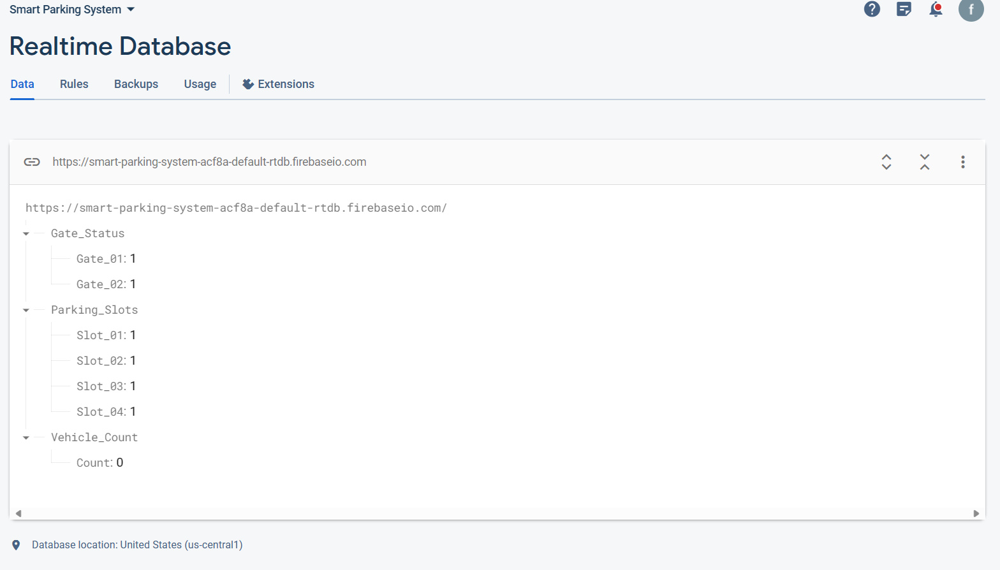 Smart Parking System
f
Realtime Database
Data Rules Backups Usage Extensions
https://smart-parking-system-acf8a-default-rtdb.firebaseio.com
https://smart-parking-system-acf8a-default-rtdb.firebaseio.com/
Gate_Status
Gate_01: 1
Gate_02: 1
Parking_Slots
Slot_01: 1
Slot_02: 1
Slot_03: 1
Slot_04: 1
Vehicle_Count
Count: 0
Database location: United States (us-central1)